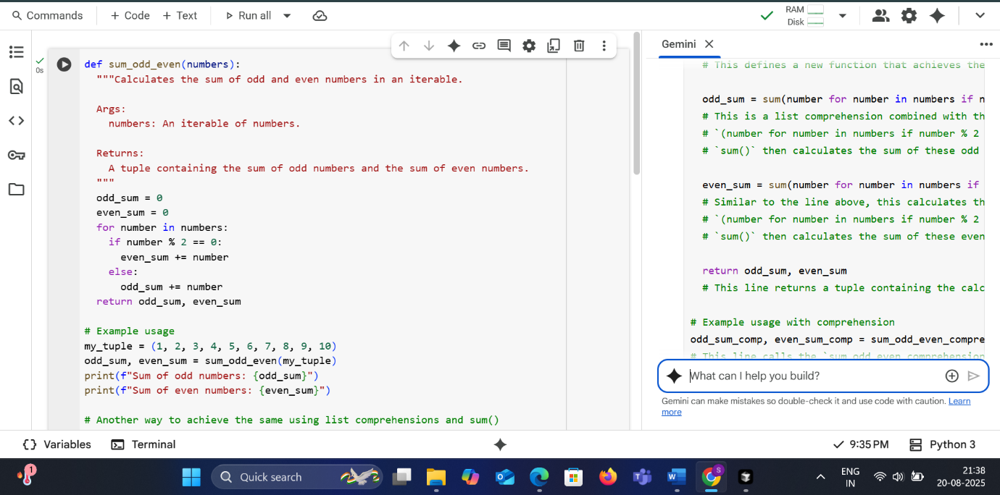 Commands
+ Code
+ Text
Run all
RAM
Disk
0s
def sum_odd_even(numbers):
"""Calculates the sum of odd and even numbers in an iterable.
Args:
numbers: An iterable of numbers.
Returns:
A tuple containing the sum of odd numbers and the sum of even numbers.
"""
odd_sum = 0
even_sum = 0
for number in numbers:
if number % 2 == 0:
even_sum += number
else:
odd_sum += number
return odd_sum, even_sum
# Example usage
my_tuple = (1, 2, 3, 4, 5, 6, 7, 8, 9, 10)
odd_sum, even_sum = sum_odd_even(my_tuple)
print(f"Sum of odd numbers: {odd_sum}")
print(f"Sum of even numbers: {even_sum}")
# Another way to achieve the same using list comprehensions and sum()
Gemini
# This defines a new function that achieves the
odd_sum = sum(number for number in numbers if n
# This is a list comprehension combined with th
# `(number for number in numbers if number % 2
# `sum()` then calculates the sum of these odd
even_sum = sum(number for number in numbers if
# Similar to the line above, this calculates th
# `(number for number in numbers if number % 2
# `sum()` then calculates the sum of these even
return odd_sum, even_sum
# This line returns a tuple containing the calc
# Example usage with comprehension
odd_sum_comp, even_sum_comp = sum_odd_even_compre
# This line calls the `sum_odd_even_comprehension
What can I help you build?
Gemini can make mistakes so double-check it and use code with caution. Learn
more
{} Variables
Terminal
9:35 PM
Python 3
1
Quick search
S
ENG
IN
21:38
20-08-2025